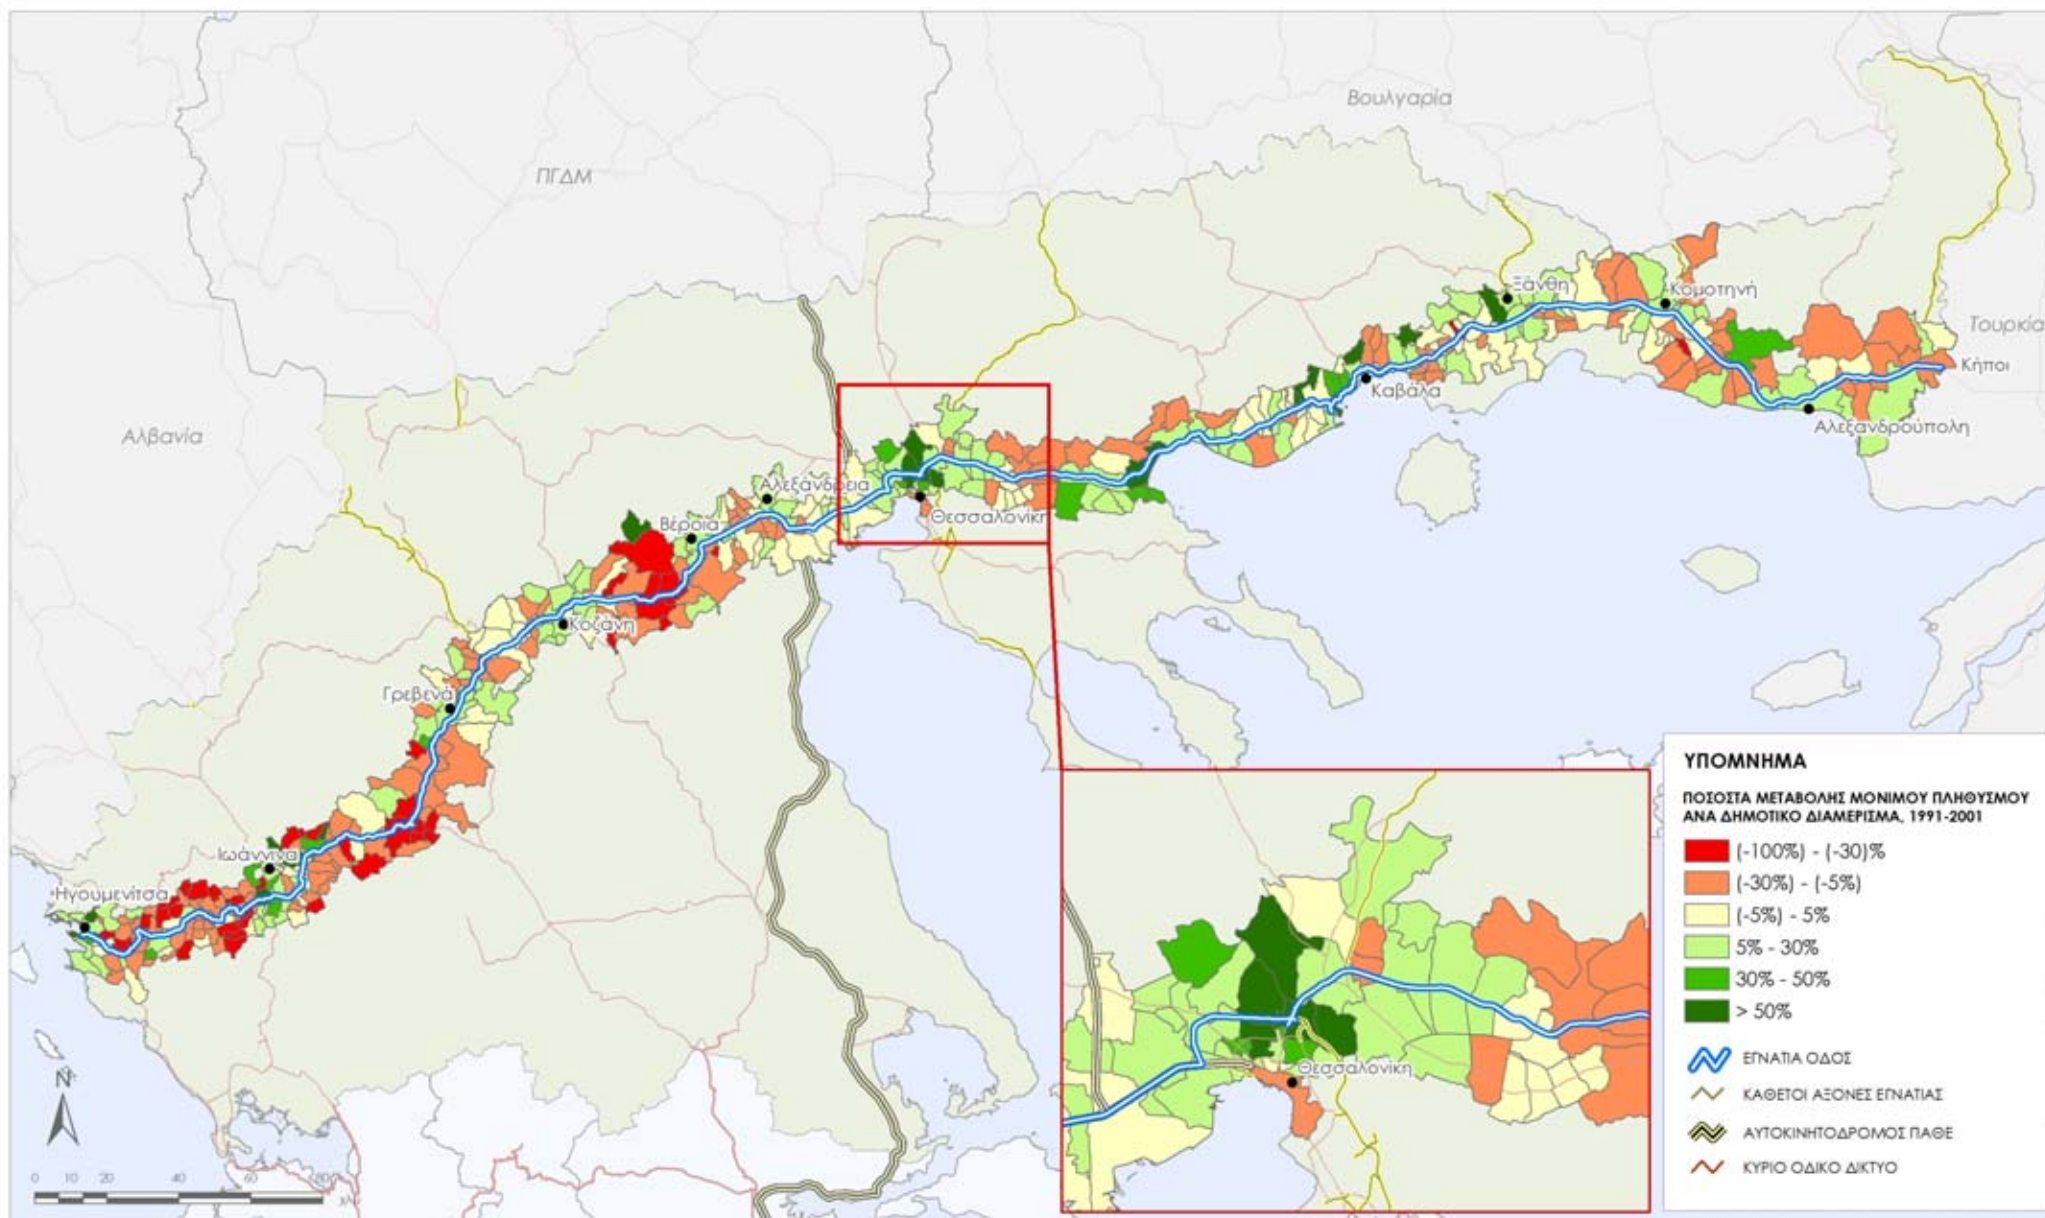 Βουλγαρία
ΠΓΔΜ
Ξάνθη
Κομοτηνή
Τουρκία
Κήποι
Καβάλα
Αλεξανδρούπολη
Αλβανία
Αλεξάνδρεια
Θεσσαλονίκη
Βέροια
Κοζάνη
Γρεβενά
Ιωάννινα
Ηγουμενίτσα
Θεσσαλονίκη
N
0 10 20 40 60 80
χλ
ΥΠΟΜΝΗΜΑ
ΠΟΣΟΣΤΑ ΜΕΤΑΒΟΛΗΣ ΜΟΝΙΜΟΥ ΠΛΗΘΥΣΜΟΥ
ΑΝΑ ΔΗΜΟΤΙΚΟ ΔΙΑΜΕΡΙΣΜΑ, 1991-2001
(-100%) - (-30)%
(-30%) - (-5%)
(-5%) - 5%
5% - 30%
30% - 50%
> 50%
ΕΓΝΑΤΙΑ ΟΔΟΣ
ΚΑΘΕΤΟΙ ΑΞΟΝΕΣ ΕΓΝΑΤΙΑΣ
ΑΥΤΟΚΙΝΗΤΟΔΡΟΜΟΣ ΠΑΘΕ
ΚΥΡΙΟ ΟΔΙΚΟ ΔΙΚΤΥΟ